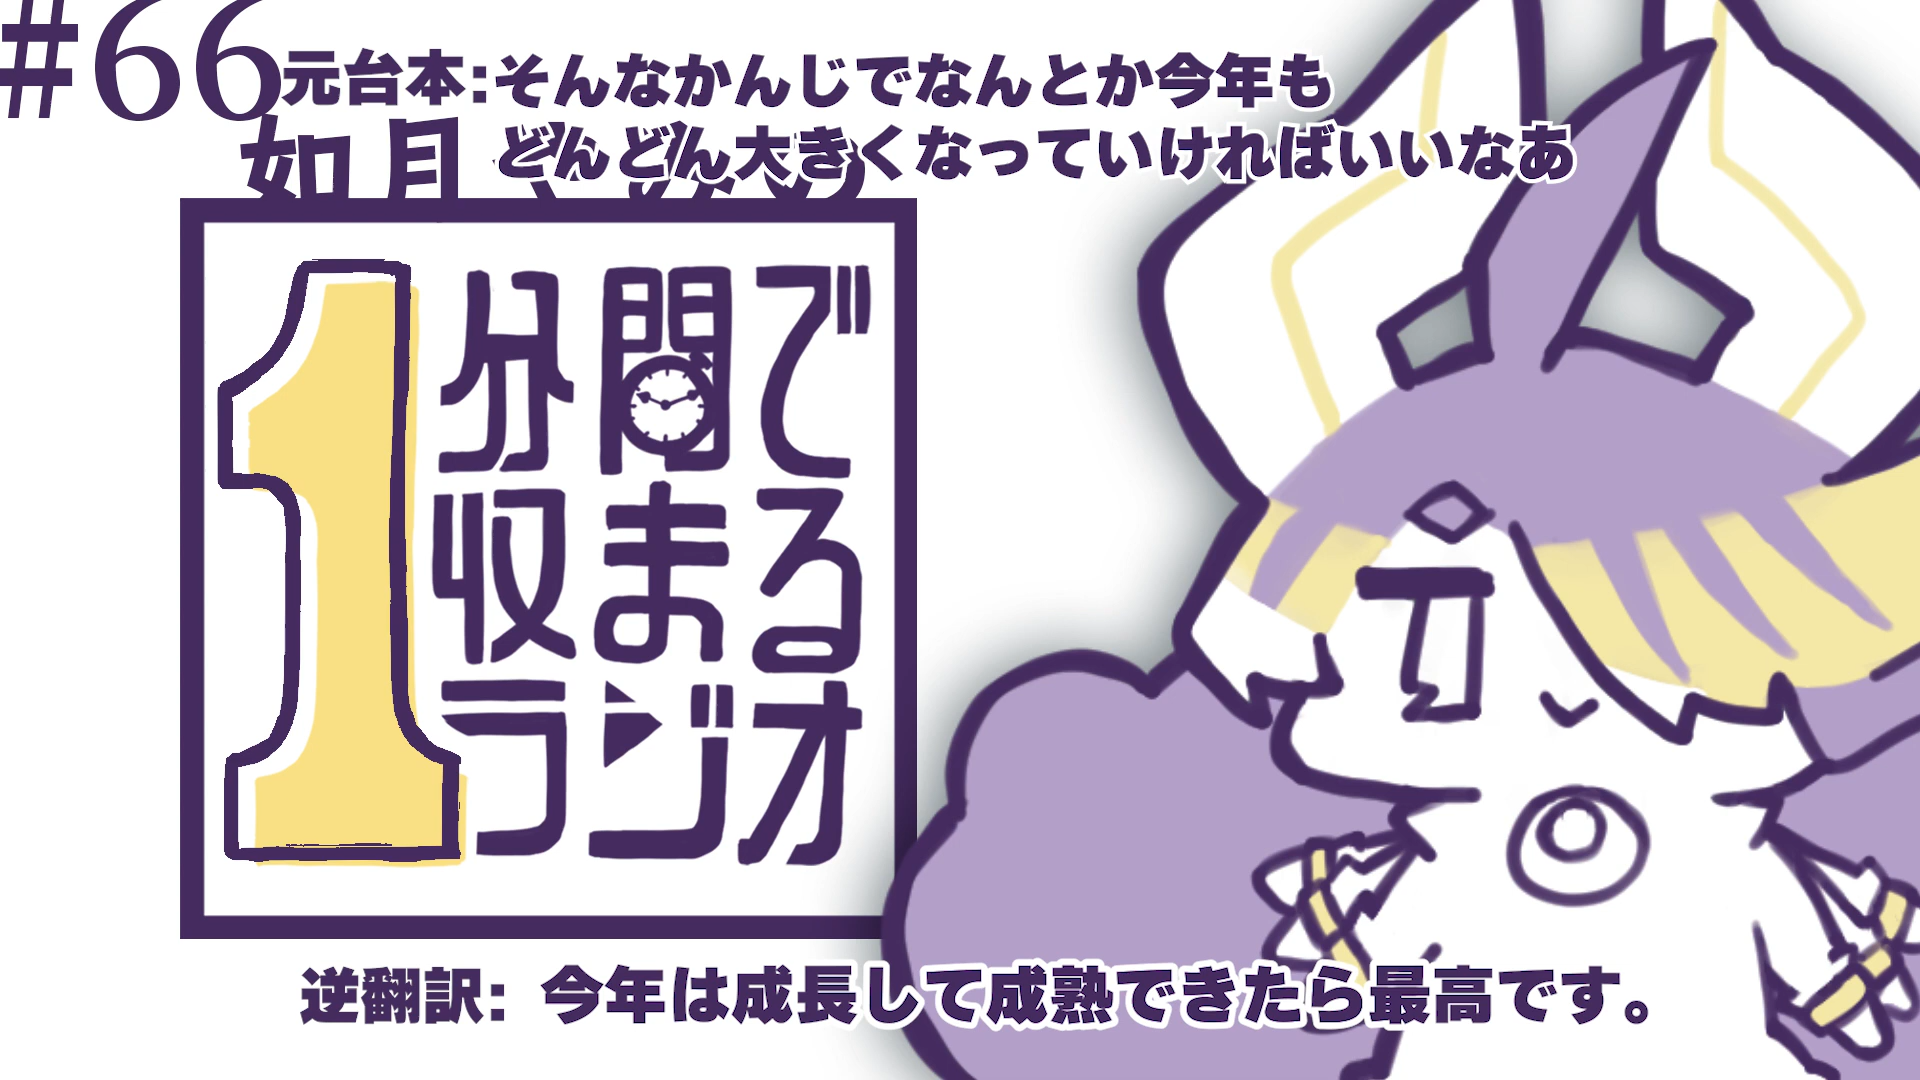 #66
元台本:そんなかんじでなんとか今年も
どんどん大きくなっていければいいなあ
如月
1分間で
収まる
ラジオ
逆翻訳: 今年は成長して成熟できたら最高です。